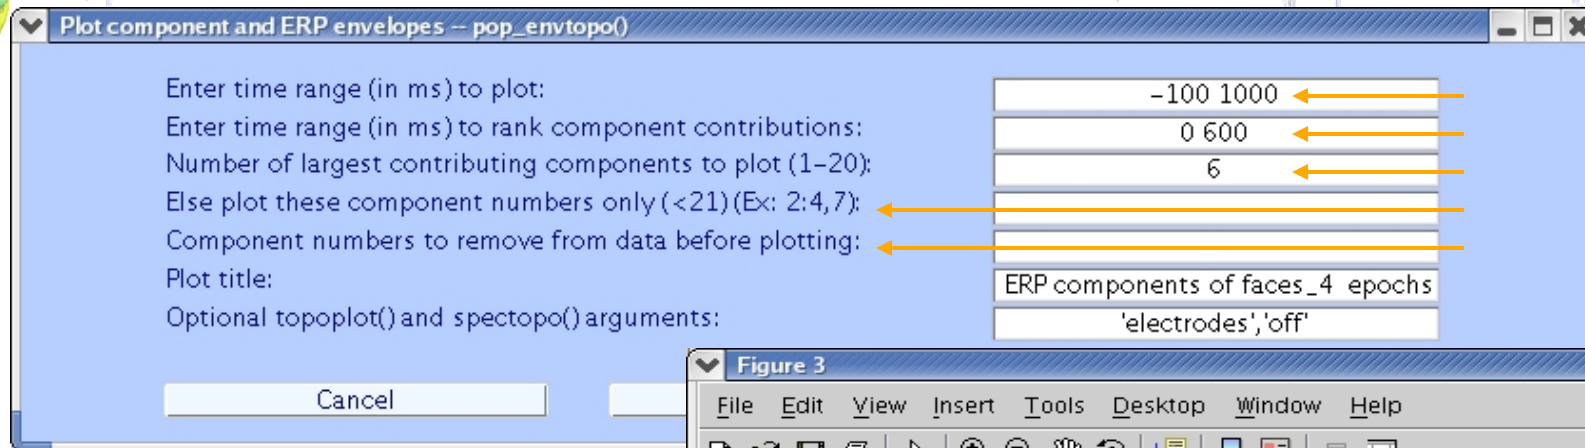 Plot component and ERP envelopes -- pop_envtopo()
Enter time range (in ms) to plot: -100 1000
Enter time range (in ms) to rank component contributions: 0 600
Number of largest contributing components to plot (1-20): 6
Else plot these component numbers only (<21) (Ex: 2:4,7):
Component numbers to remove from data before plotting:
Plot title: ERP components of faces_4 epochs
Optional topoplot() and spectopo() arguments: 'electrodes','off'
Cancel
Figure 3
File Edit View Insert Tools Desktop Window Help